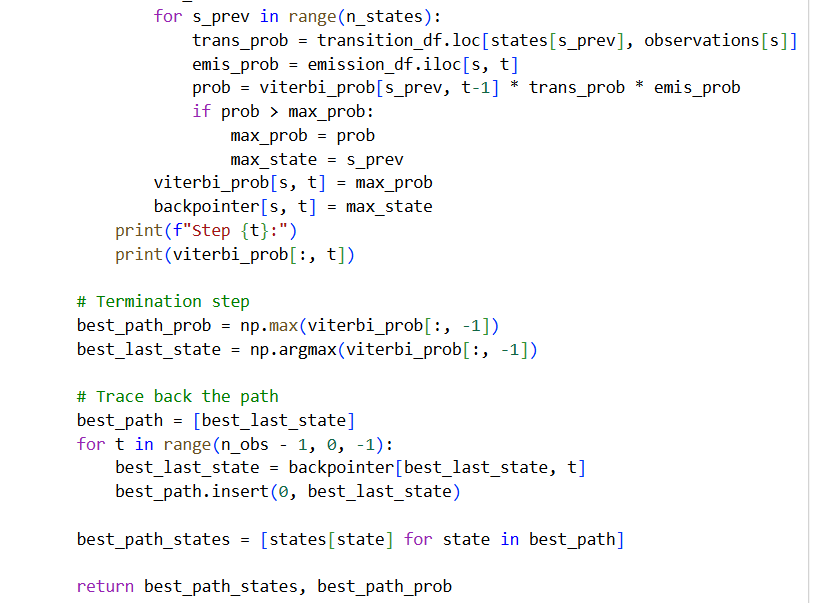 for s_prev in range(n_states):
            trans_prob = transition_df.loc[states[s_prev], observations[s]]
            emis_prob = emission_df.iloc[s, t]
            prob = viterbi_prob[s_prev, t-1] * trans_prob * emis_prob
            if prob > max_prob:
                max_prob = prob
                max_state = s_prev
        viterbi_prob[s, t] = max_prob
        backpointer[s, t] = max_state
    print(f"Step {t}:")
    print(viterbi_prob[:, t])

# Termination step
best_path_prob = np.max(viterbi_prob[:, -1])
best_last_state = np.argmax(viterbi_prob[:, -1])

# Trace back the path
best_path = [best_last_state]
for t in range(n_obs - 1, 0, -1):
    best_last_state = backpointer[best_last_state, t]
    best_path.insert(0, best_last_state)

best_path_states = [states[state] for state in best_path]

return best_path_states, best_path_prob